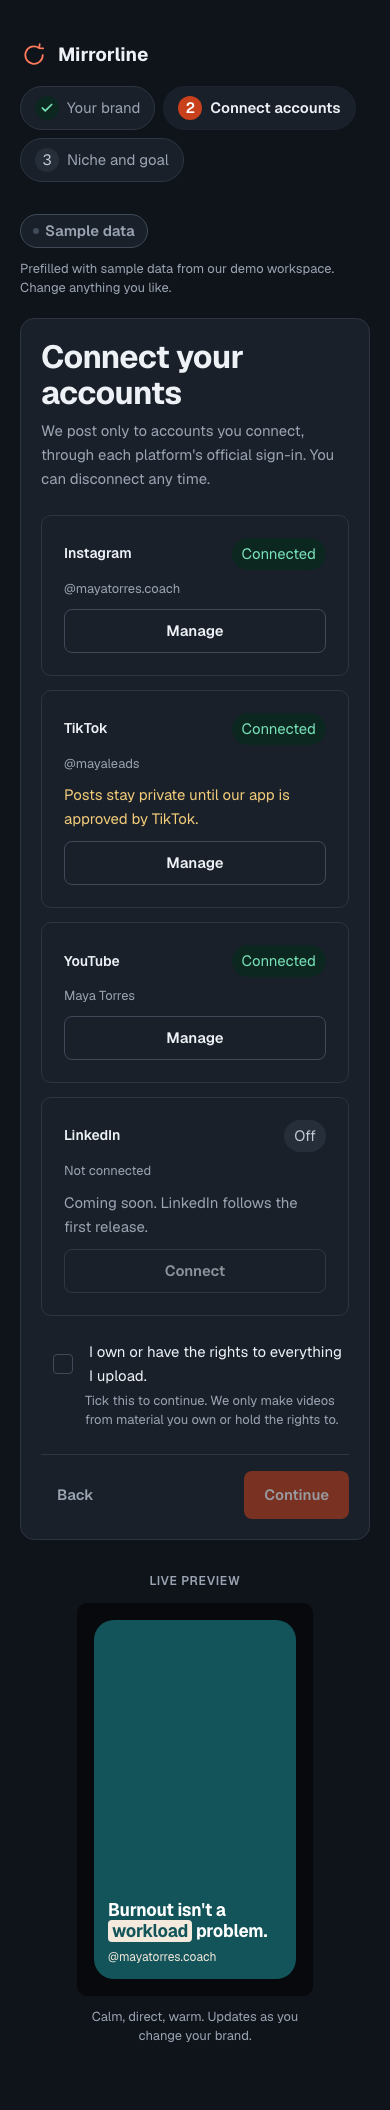 Mirrorline
Your brand
2 Connect accounts
3 Niche and goal
Sample data
Prefilled with sample data from our demo workspace.
Change anything you like.
Connect your
accounts
We post only to accounts you connect,
through each platform's official sign-in. You
can disconnect any time.
Instagram
Connected
@mayatorres.coach
Manage
TikTok
Connected
@mayaleads
Posts stay private until our app is
approved by TikTok.
Manage
YouTube
Connected
Maya Torres
Manage
LinkedIn
Off
Not connected
Coming soon. LinkedIn follows the
first release.
Connect
I own or have the rights to everything
I upload.
Tick this to continue. We only make videos
from material you own or hold the rights to.
Back
Continue
LIVE PREVIEW
Burnout isn't a
workload problem.
@mayatorres.coach
Calm, direct, warm. Updates as you
change your brand.